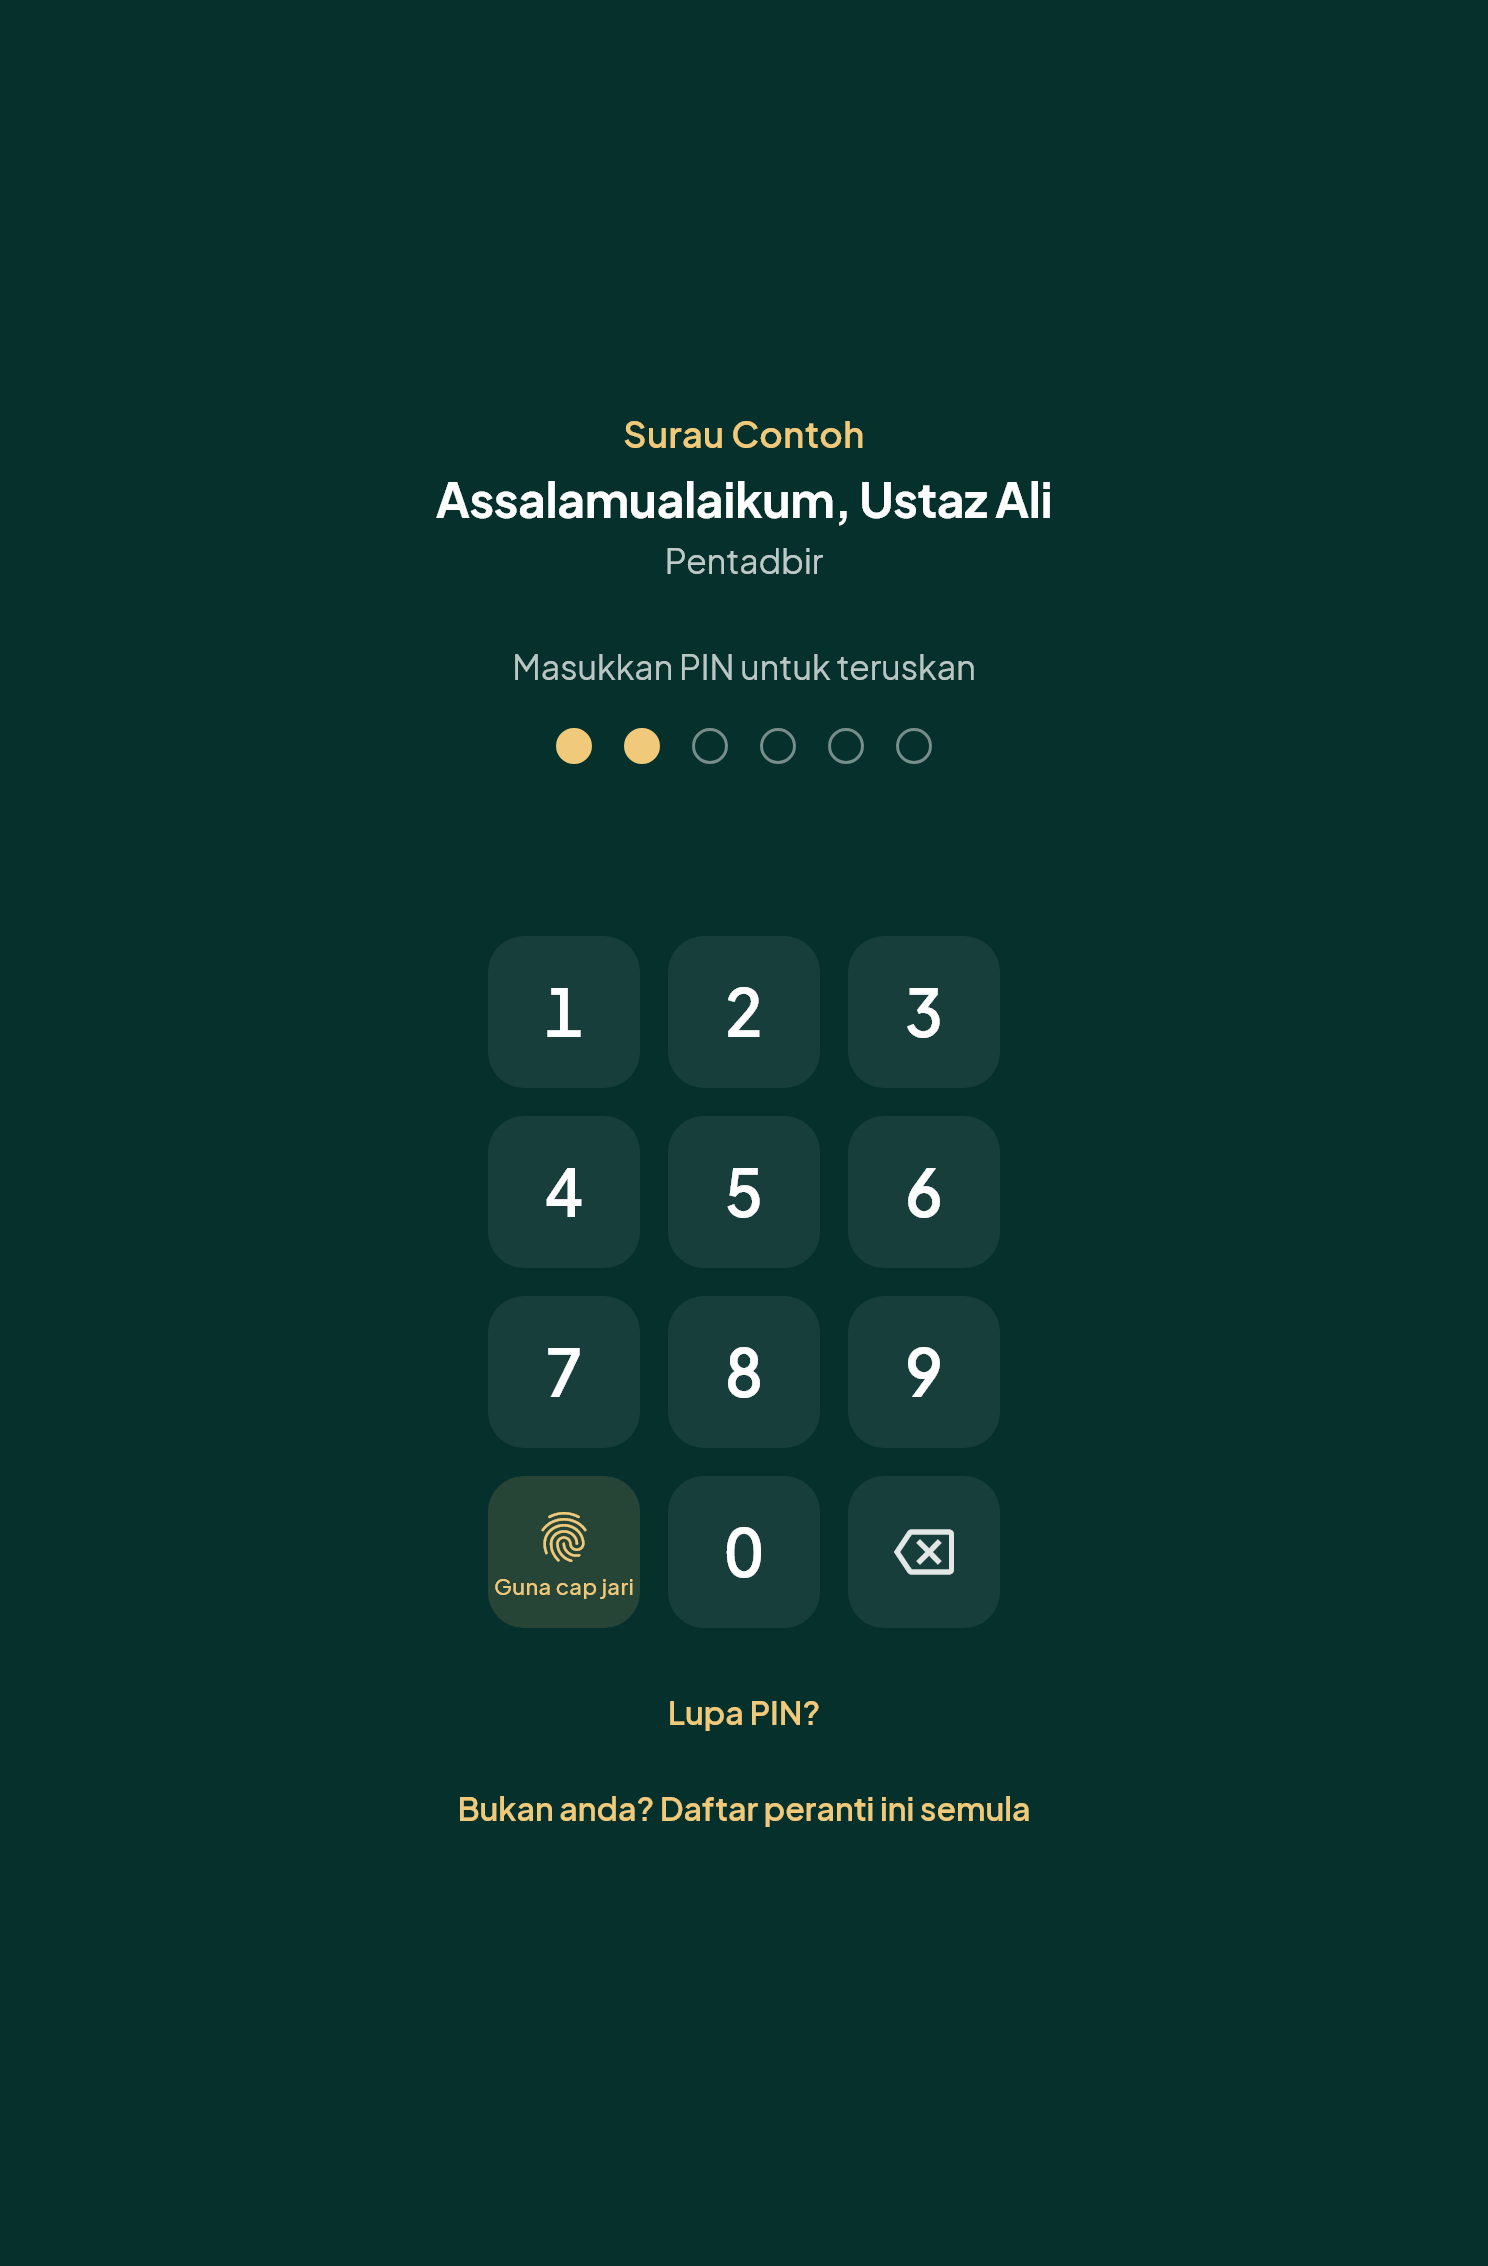 Surau Contoh
Assalamualaikum, Ustaz Ali
Pentadbir
Masukkan PIN untuk teruskan
1 2 3
4 5 6
7 8 9
Guna cap jari 0
Lupa PIN?
Bukan anda? Daftar peranti ini semula